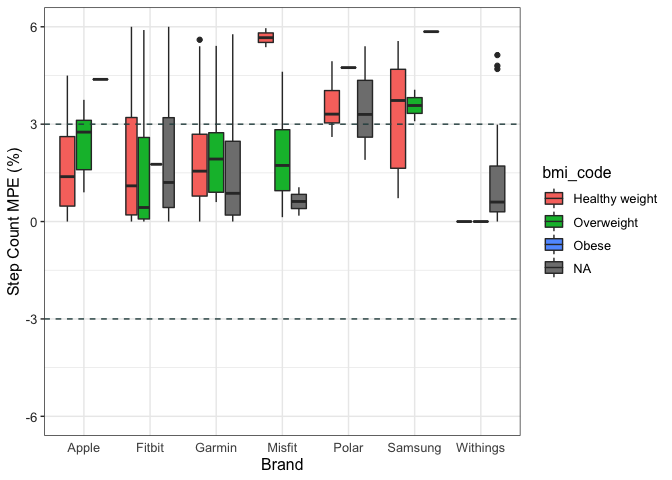 6
3
0
-3
-6
Step Count MPE (%)
Apple Fitbit Garmin Misfit Polar Samsung Withings
Brand
bmi_code
Healthy weight
Overweight
Obese
NA